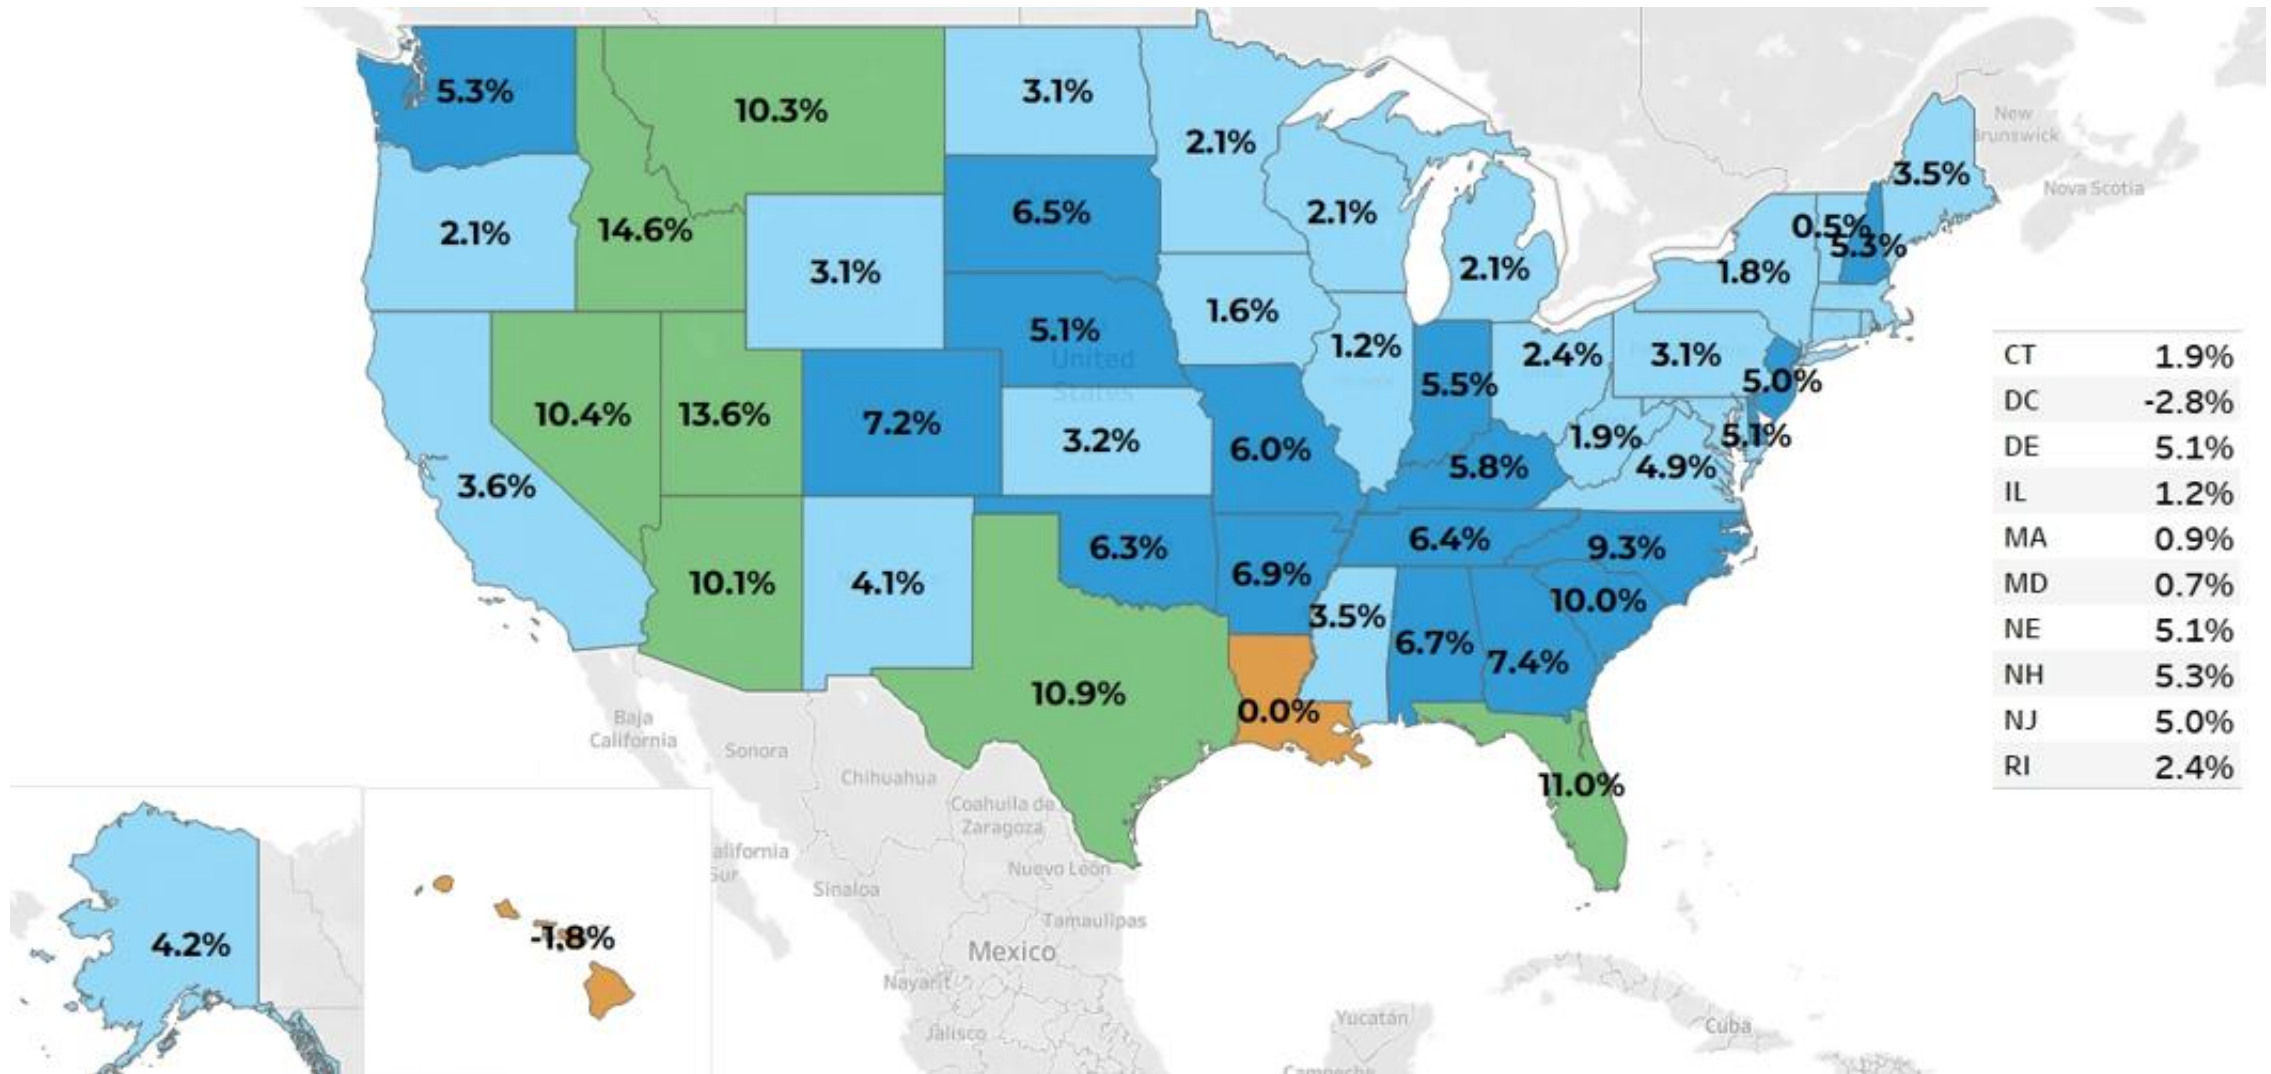 5.3%
10.3%
3.1%
2.1%
3.5%
New
Brunswick
Nova Scotia
2.1%
14.6%
3.1%
6.5%
2.1%
2.1%
0.5%
5.3%
1.8%
5.1%
United
States
1.6%
1.2%
5.5%
2.4%
3.1%
5.0%
10.4%
13.6%
7.2%
3.2%
6.0%
5.8%
1.9%
4.9%
5.1%
3.6%
10.1%
4.1%
6.3%
6.9%
6.4%
9.3%
10.0%
3.5%
6.7%
7.4%
10.9%
0.0%
11.0%
CT 1.9%
DC -2.8%
DE 5.1%
IL 1.2%
MA 0.9%
MD 0.7%
NE 5.1%
NH 5.3%
NJ 5.0%
RI 2.4%
Baja
California
Sonora
Chihuahua
Coahuila de
Zaragoza
Nuevo León
alifornia
Sur
Sinaloa
Tamaulipas
Mexico
Nayarit
Jalisco
Yucatán
Campeche
Cuba
4.2%
-1.8%